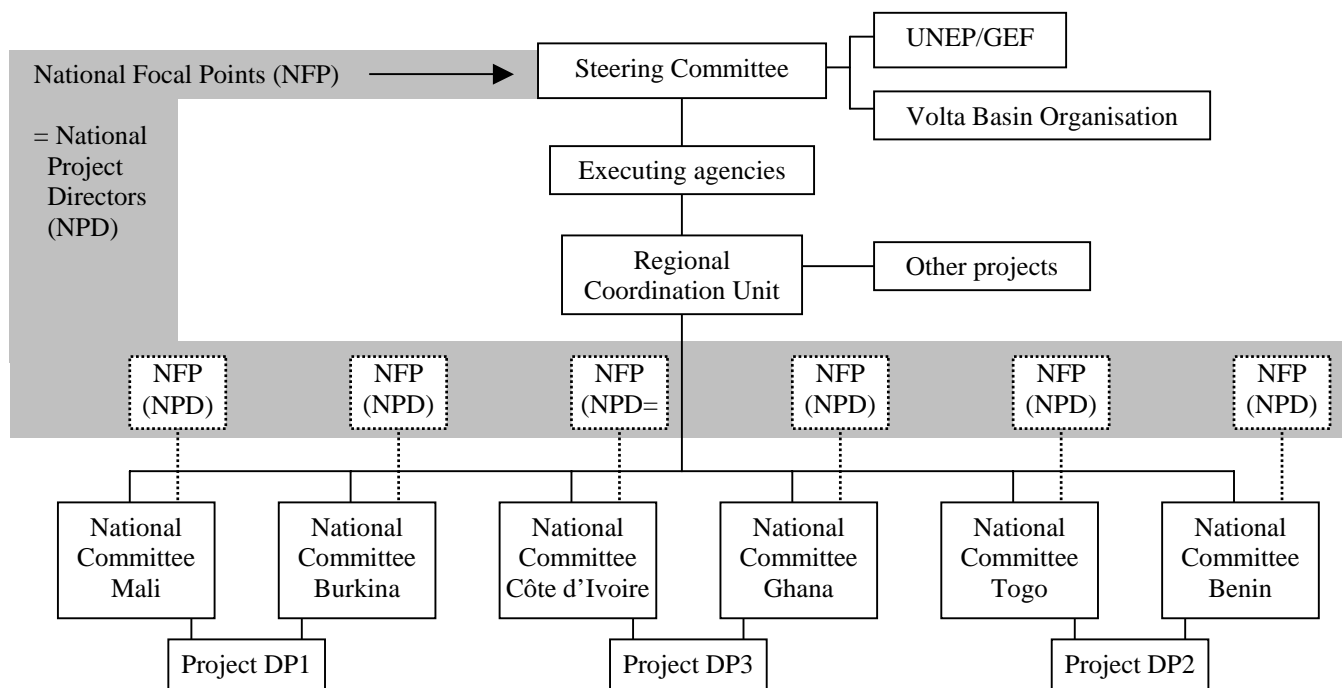 UNEP/GEF
National Focal Points (NFP)
Steering Committee
Volta Basin Organisation
= National
Project
Directors
(NPD)
Executing agencies
Regional
Coordination Unit
Other projects
NFP
(NPD)
NFP
(NPD)
NFP
(NPD=
NFP
(NPD)
NFP
(NPD)
NFP
(NPD)
National
Committee
Mali
National
Committee
Burkina
National
Committee
Côte d’Ivoire
National
Committee
Ghana
National
Committee
Togo
National
Committee
Benin
Project DP1
Project DP3
Project DP2